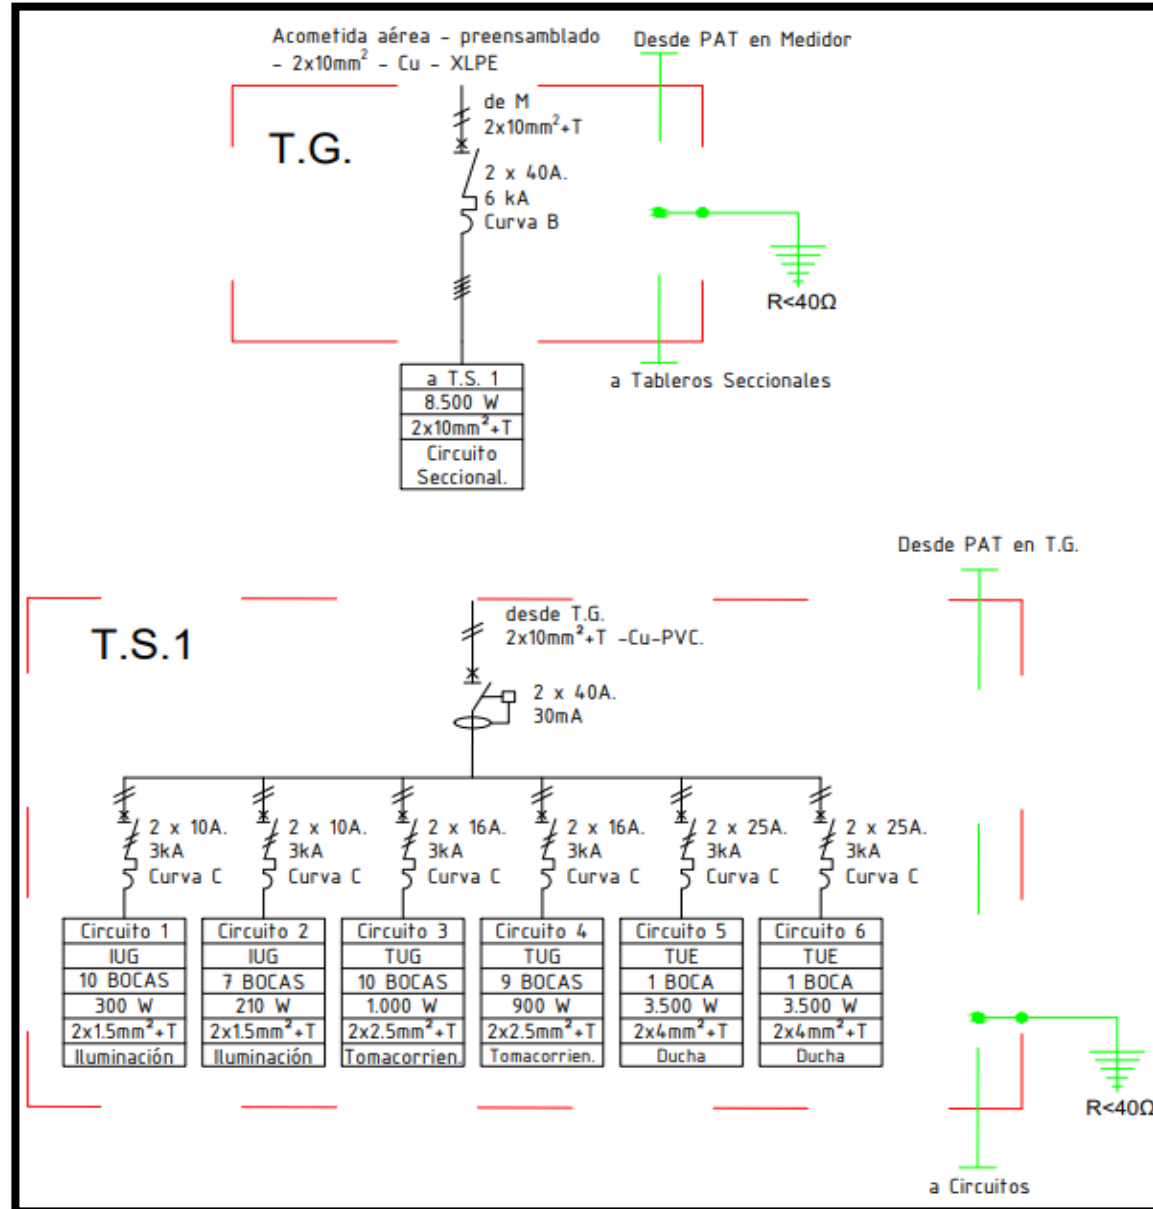 Acometida aérea - preensamblado
- 2x10mm² - Cu - XLPE
Desde PAT en Medidor
T.G.
de M
2x10mm²+T
2 x 40A.
6 kA
Curva B
R<40Ω
a Tableros Seccionales
a T.S. 1
8.500 W
2x10mm²+T
Circuito
Seccional.
Desde PAT en T.G.
T.S.1
desde T.G.
2x10mm²+T -Cu-PVC.
2 x 40A.
30mA
2 x 10A.
3kA
Curva C
2 x 10A.
3kA
Curva C
2 x 16A.
3kA
Curva C
2 x 16A.
3kA
Curva C
2 x 25A.
3kA
Curva C
2 x 25A.
3kA
Curva C
Circuito 1
IUG
10 BOCAS
300 W
2x1.5mm²+T
Iluminación
Circuito 2
IUG
7 BOCAS
210 W
2x1.5mm²+T
Iluminación
Circuito 3
TUG
10 BOCAS
1.000 W
2x2.5mm²+T
Tomacorrien.
Circuito 4
TUG
9 BOCAS
900 W
2x2.5mm²+T
Tomacorrien.
Circuito 5
TUE
1 BOCA
3.500 W
2x4mm²+T
Ducha
Circuito 6
TUE
1 BOCA
3.500 W
2x4mm²+T
Ducha
R<40Ω
a Circuitos